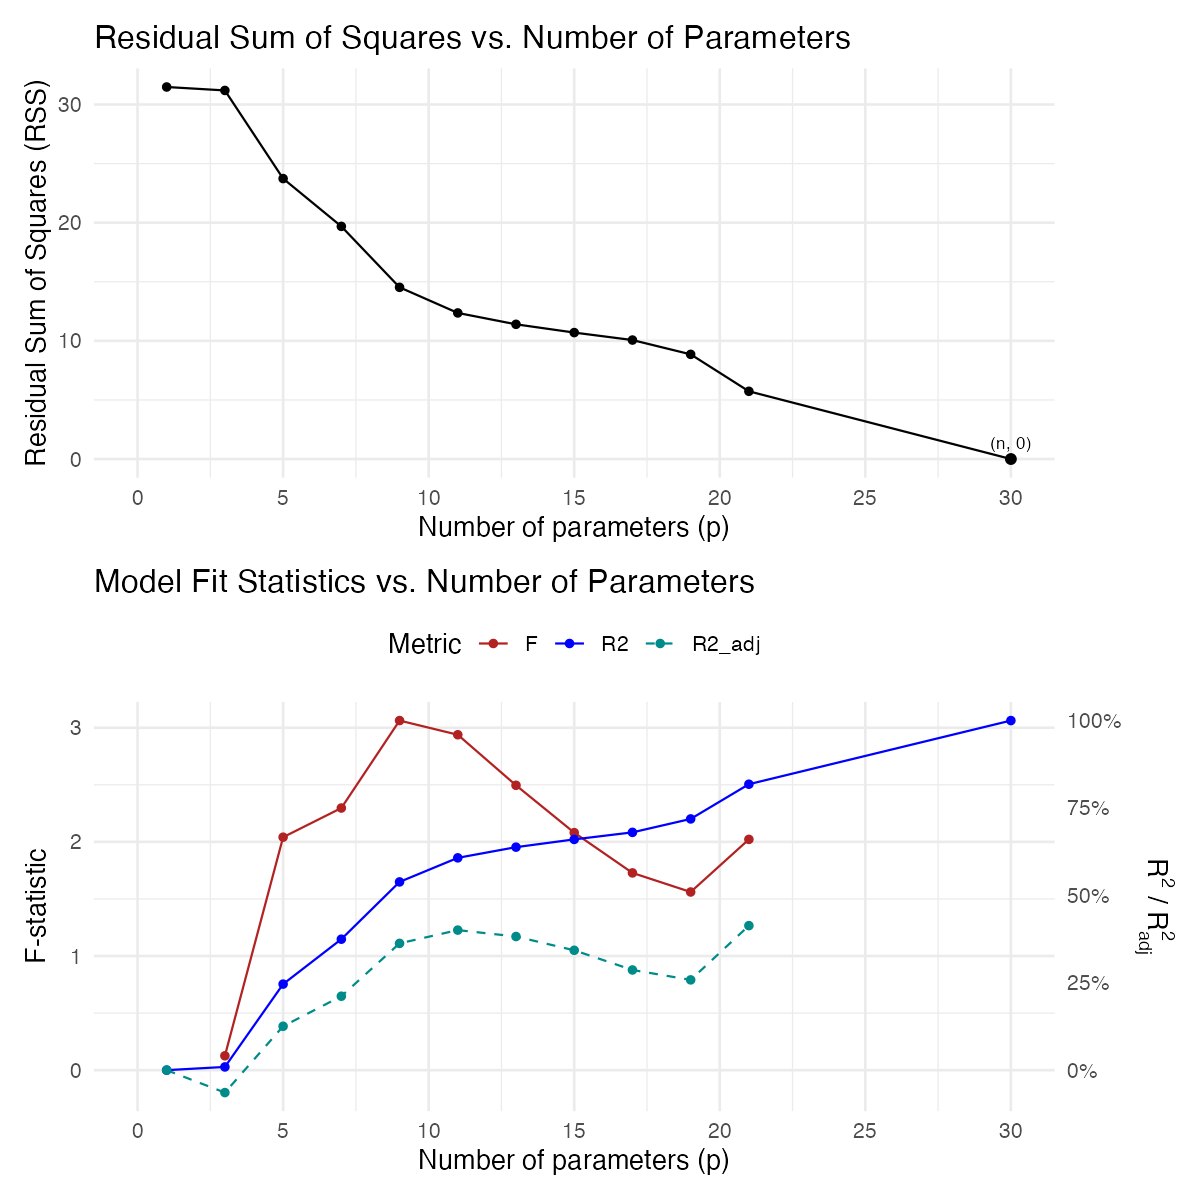 Residual Sum of Squares vs. Number of Parameters
Residual Sum of Squares (RSS)
30
20
10
0
(n, 0)
0 5 10 15 20 25 30
Number of parameters (p)
Model Fit Statistics vs. Number of Parameters
Metric F R2 R2_adj
F-statistic
3
2
1
0
100%
75%
50%
25%
0%
R² / R²adj
0 5 10 15 20 25 30
Number of parameters (p)